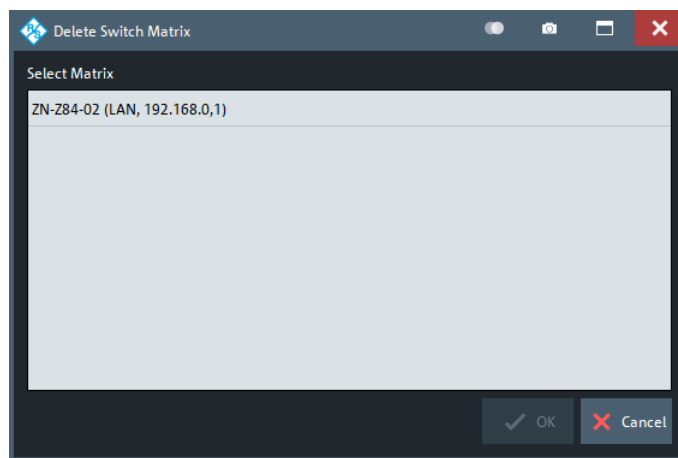 Delete Switch Matrix
Select Matrix
ZN-Z84-02 (LAN, 192.168.0,1)
OK
Cancel